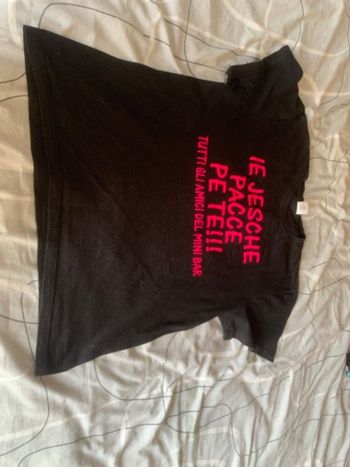 IE JESCHE
PACCE
PE TE!!!
TUTTI GLI AMICI DEL MINI BAR